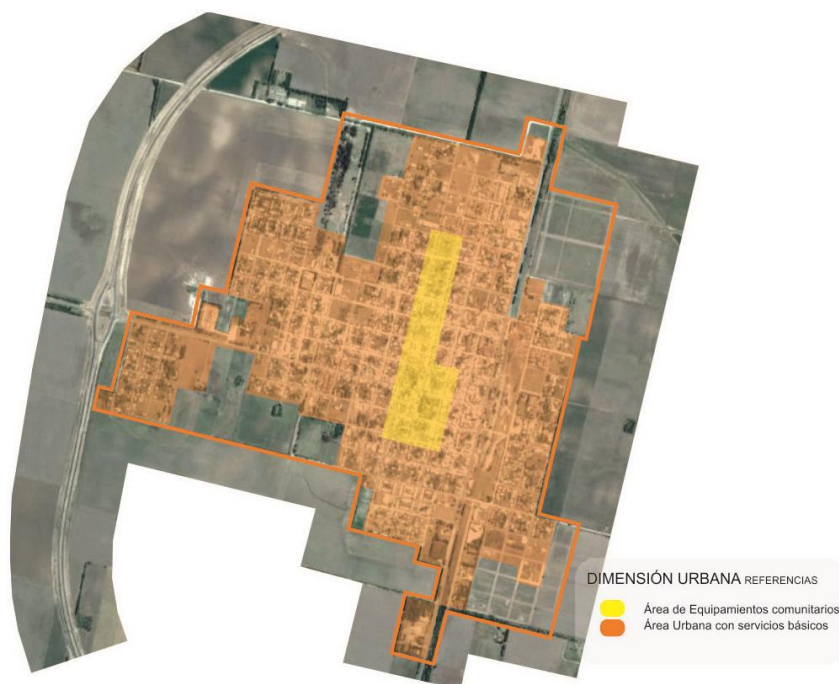 DIMENSIÓN URBANA REFERENCIAS
Área de Equipamientos comunitarios
Área Urbana con servicios básicos